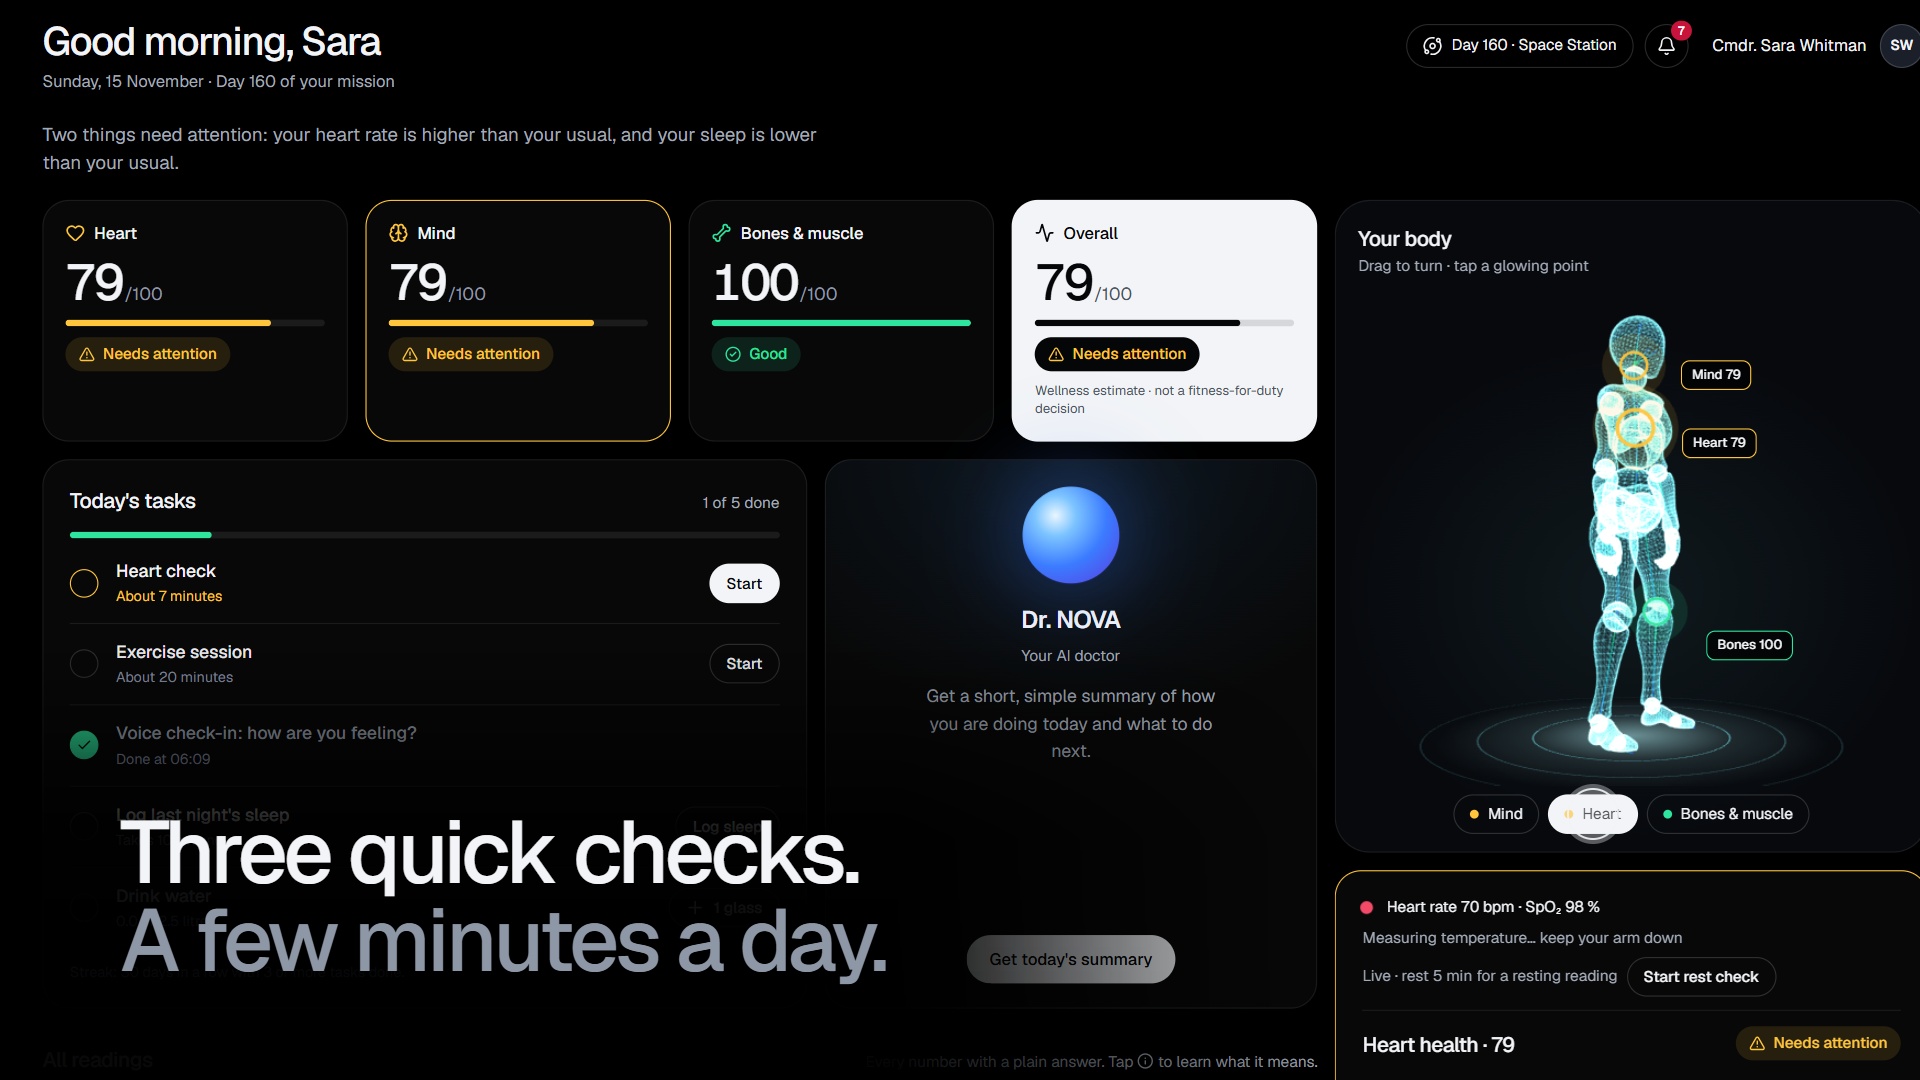 Good morning, Sara
Sunday, 15 November · Day 160 of your mission
Day 160 · Space Station
7
Cmdr. Sara Whitman
SW
Two things need attention: your heart rate is higher than your usual, and your sleep is lower
than your usual.
Heart
79/100
Needs attention
Mind
79/100
Needs attention
Bones & muscle
100/100
Good
Overall
79/100
Needs attention
Wellness estimate · not a fitness-for-duty
decision
Your body
Drag to turn · tap a glowing point
Mind 79
Heart 79
Bones 100
Mind
Heart
Bones & muscle
Today's tasks
1 of 5 done
Heart check
About 7 minutes
Start
Exercise session
About 20 minutes
Start
Voice check-in: how are you feeling?
Done at 06:09
Log last night's sleep
Log sleep
Drink water
1 glass
Three quick checks.
A few minutes a day.
Dr. NOVA
Your AI doctor
Get a short, simple summary of how
you are doing today and what to do
next.
Get today's summary
Heart rate 70 bpm · SpO₂ 98 %
Measuring temperature... keep your arm down
Live · rest 5 min for a resting reading
Start rest check
Heart health · 79
Needs attention
All readings
Every number with a plain answer. Tap ⓘ to learn what it means.